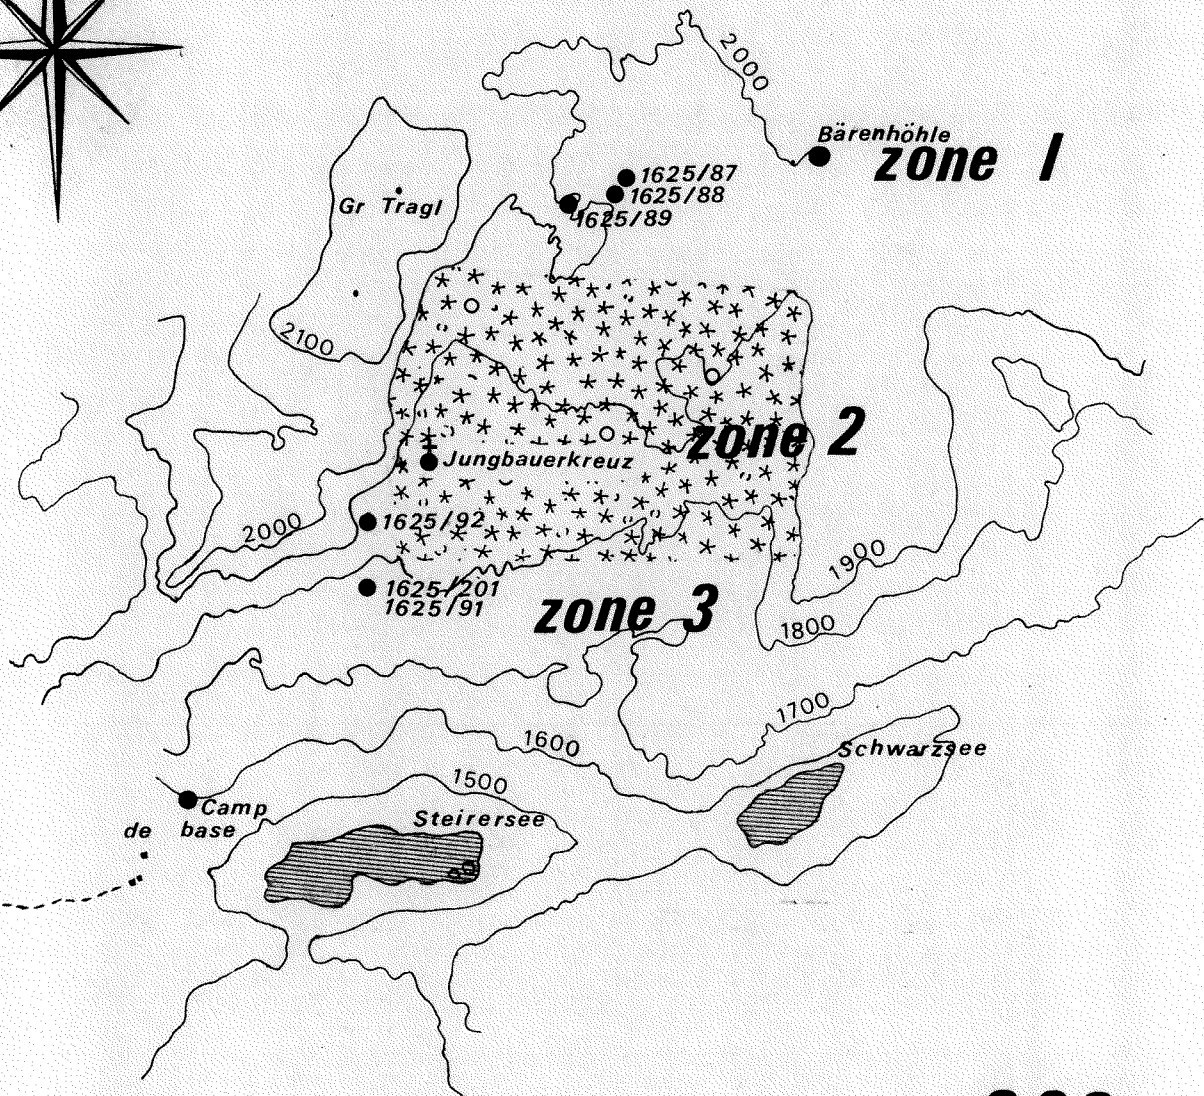 2000
Bärenhöhle
zone 1
1625/87
1625/88
1625/89
Gr Tragl
2100
zone 2
Jungbauerkreuz
2000
1625/92
1900
1625/201
1625/91
zone 3
1800
1700
1600
Schwarzsee
1500
Camp
de base
Steirersee